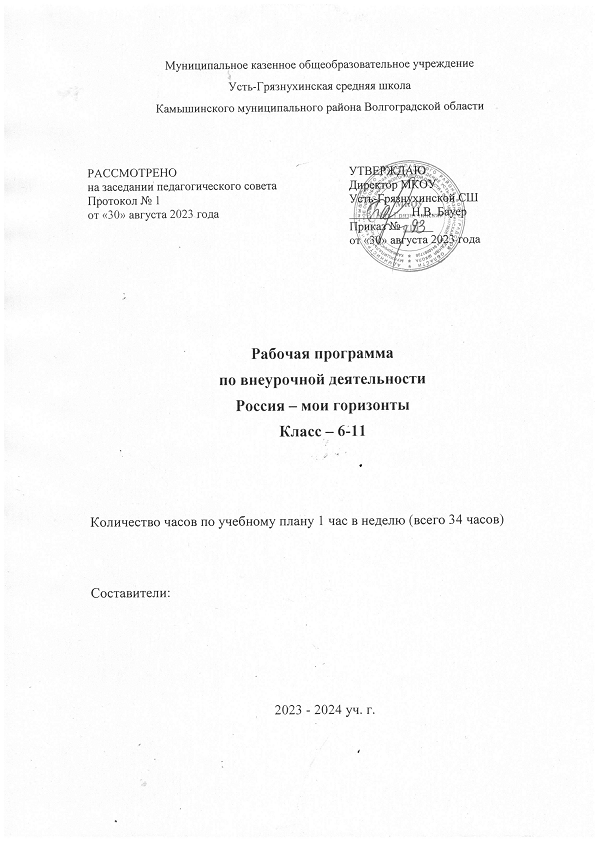 Муниципальное казенное общеобразовательное учреждение
Усть-Грязнухинская средняя школа
Камышинского муниципального района Волгоградской области
РАССМОТРЕНО
на заседании педагогического совета
Протокол № 1
от «30» августа 2023 года
УТВЕРЖДАЮ
Директор МКОУ
Усть-Грязнухинской СШ
Н.В. Бауер
Приказ № 93
от «30» августа 2023 года
Рабочая программа
по внеурочной деятельности
Россия – мои горизонты
Класс – 6-11
Количество часов по учебному плану 1 час в неделю (всего 34 часов)
Составители:
2023 - 2024 уч. г.